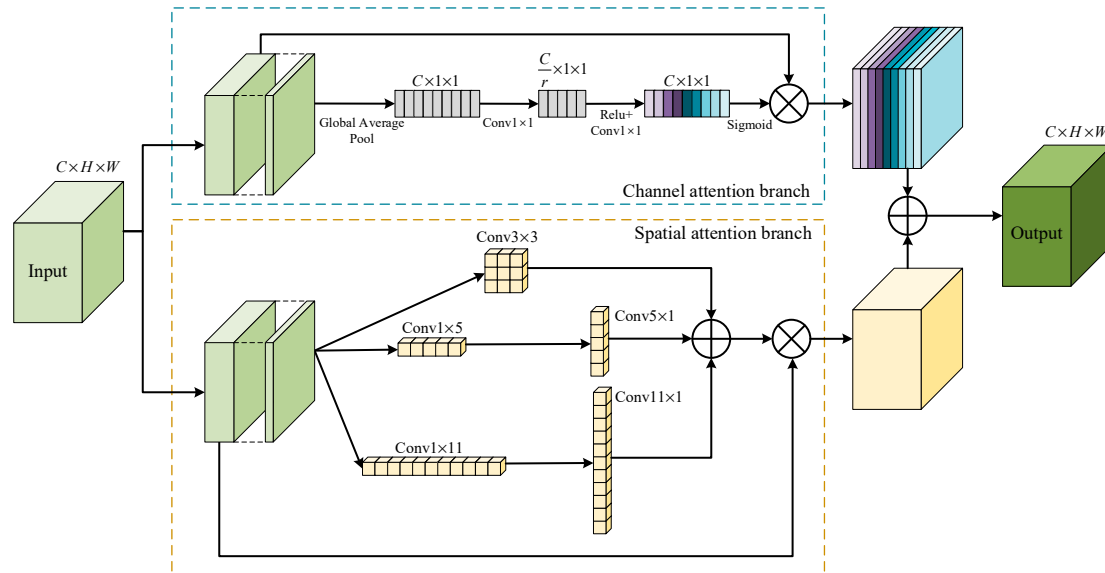 C×H×W
Input
C×1×1
C/r×1×1
C×1×1
Global Average
Pool
Conv1×1
Relu+
Conv1×1
Sigmoid
Channel attention branch
Spatial attention branch
Conv3×3
Conv1×5
Conv5×1
Conv1×11
Conv11×1
C×H×W
Output